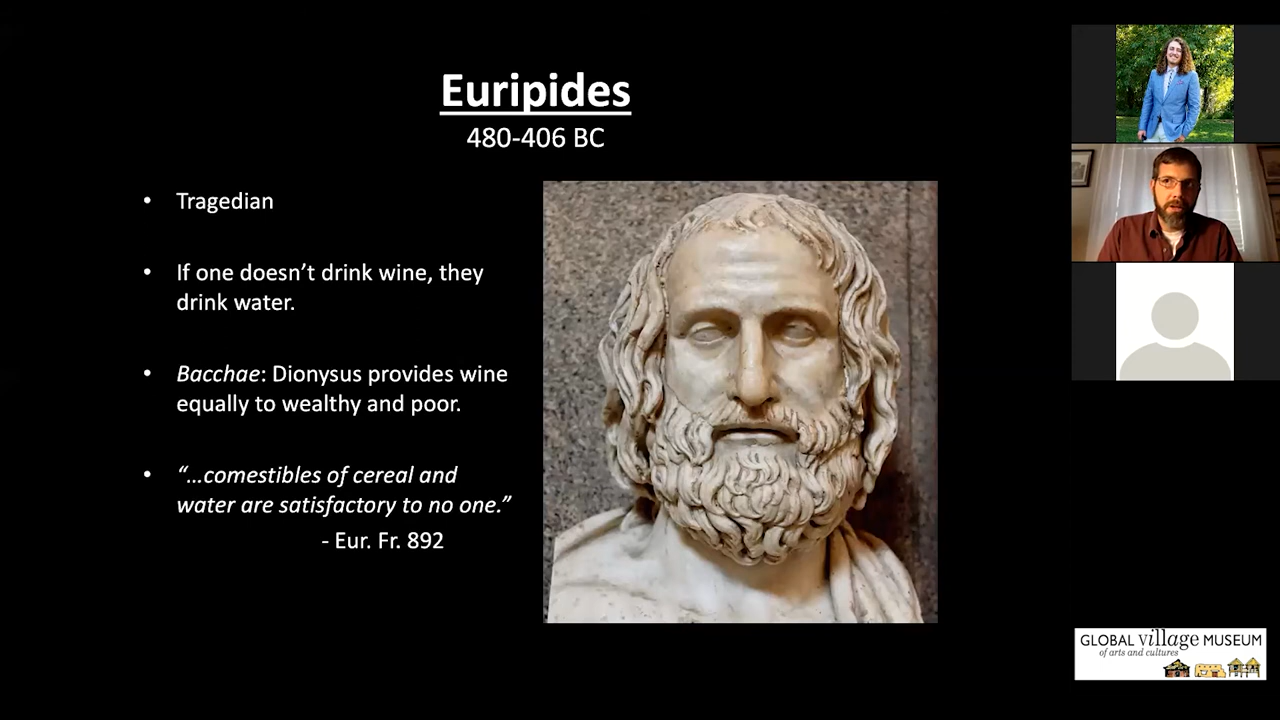 Euripides
480-406 BC
• Tragedian
• If one doesn’t drink wine, they
drink water.
• Bacchae: Dionysus provides wine
equally to wealthy and poor.
• “…comestibles of cereal and
water are satisfactory to no one.”
- Eur. Fr. 892
GLOBAL village MUSEUM
of arts and cultures